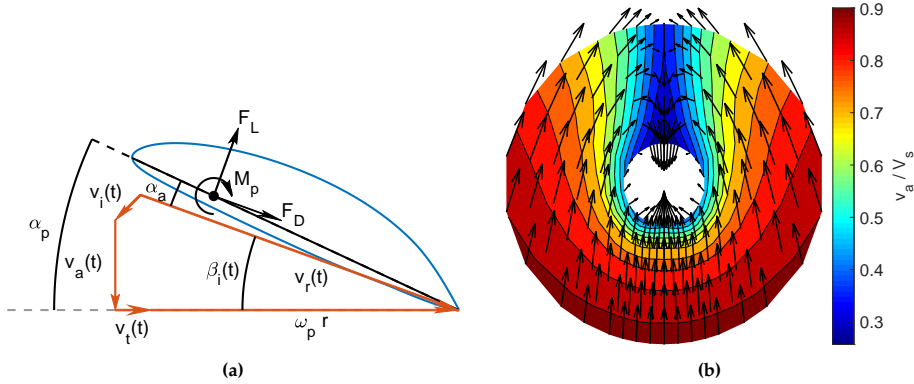 F_L
M_p
α_a
F_D
v_i(t)
α_p
v_a(t)
β_i(t)
v_r(t)
v_t(t)
ω_p r
(a)
0.9
0.8
0.7
0.6
0.5
0.4
0.3
v_a / V_s
(b)